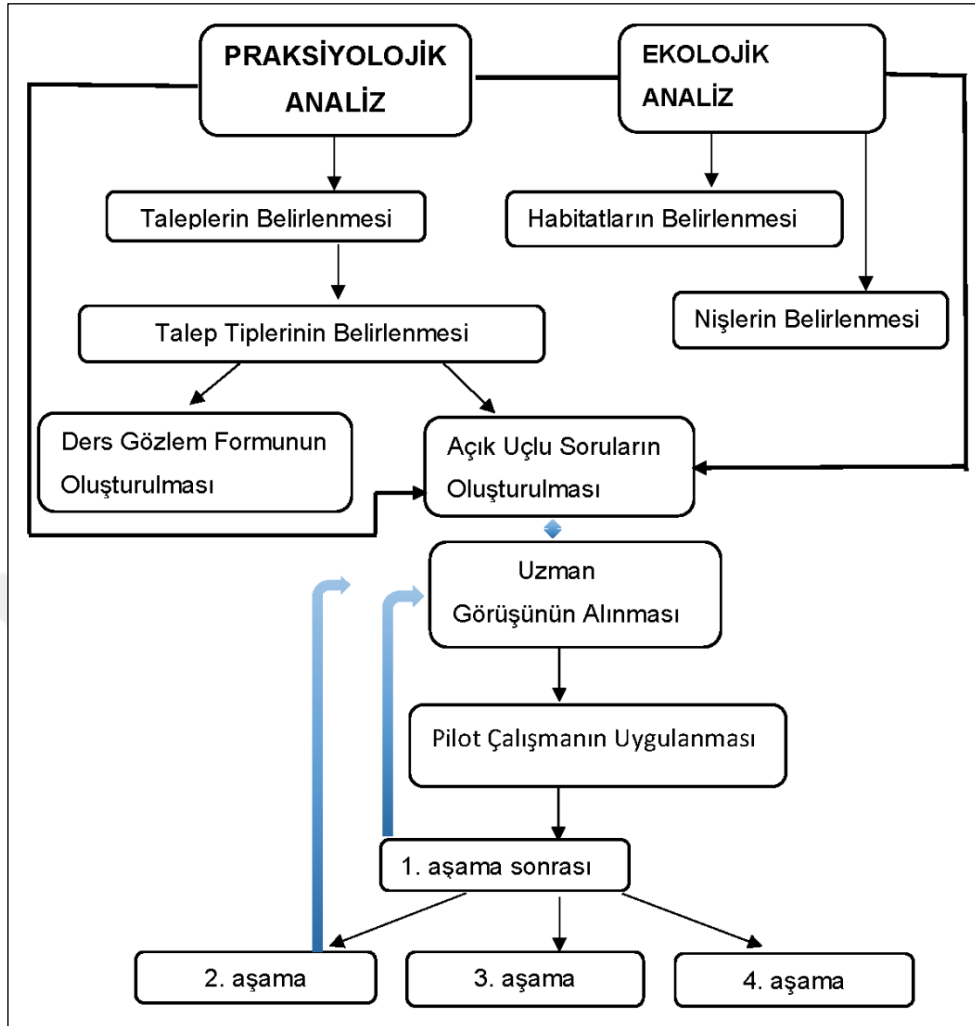 PRAKSİYOLOJİK
ANALİZ
EKOLOJİK
ANALİZ
Taleplerin Belirlenmesi
Habitatların Belirlenmesi
Talep Tiplerinin Belirlenmesi
Nişlerin Belirlenmesi
Ders Gözlem Formunun
Oluşturulması
Açık Uçlu Soruların
Oluşturulması
Uzman
Görüşünün Alınması
Pilot Çalışmanın Uygulanması
1. aşama sonrası
2. aşama
3. aşama
4. aşama